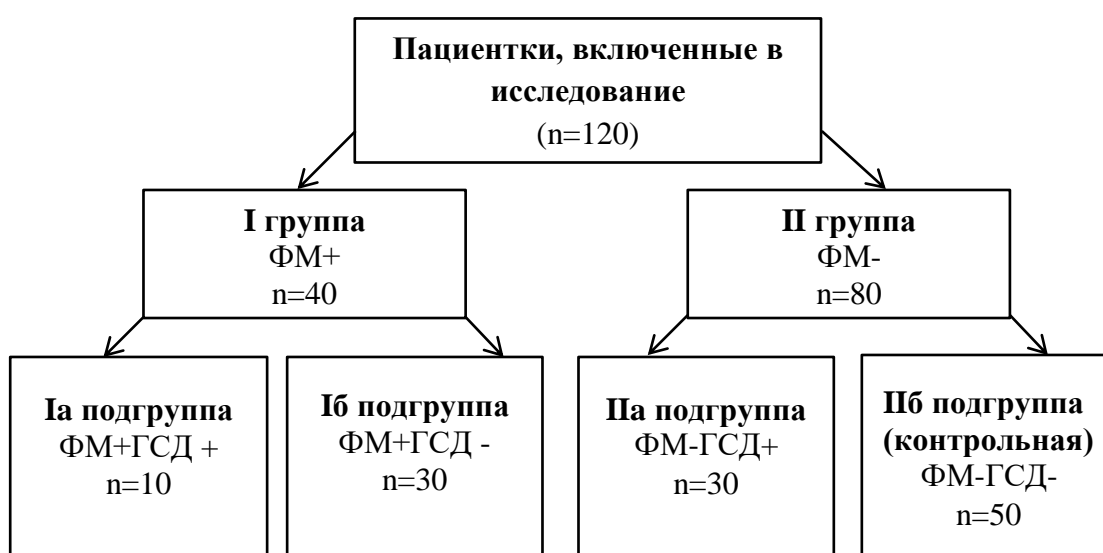 Пациентки, включенные в
исследование
(n=120)
I группа
ФМ+
n=40
II группа
ФМ-
n=80
Iа подгруппа
ФМ+ГСД +
n=10
Iб подгруппа
ФМ+ГСД -
n=30
IIа подгруппа
ФМ-ГСД+
n=30
IIб подгруппа
(контрольная)
ФМ-ГСД-
n=50